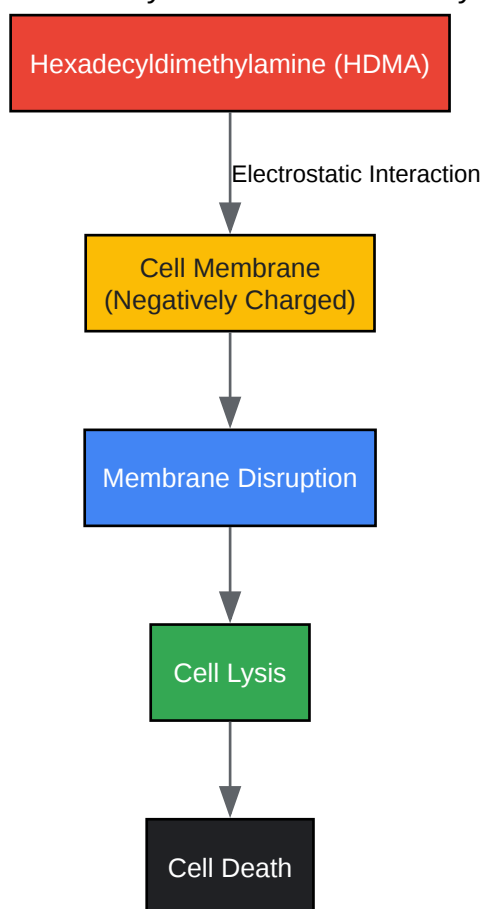 Hexadecyldimethylamine (HDMA)
Electrostatic Interaction
Cell Membrane
(Negatively Charged)
Membrane Disruption
Cell Lysis
Cell Death